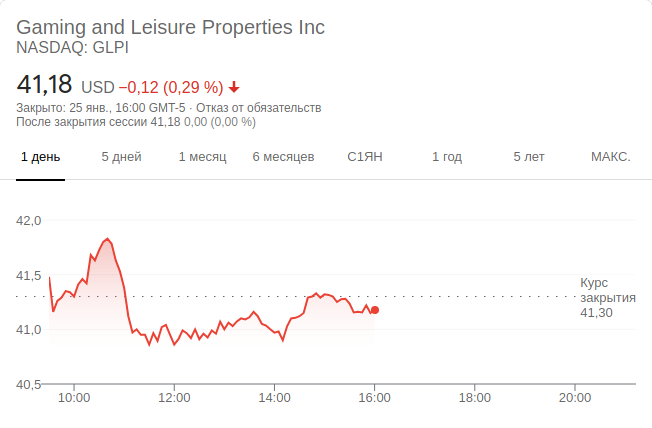 Gaming and Leisure Properties Inc
NASDAQ: GLPI
41,18 USD −0,12 (0,29 %)
Закрыто: 25 янв., 16:00 GMT-5 · Отказ от обязательств
После закрытия сессии 41,18 0,00 (0,00 %)
1 день 5 дней 1 месяц 6 месяцев С1ЯН 1 год 5 лет МАКС.
42,0
41,5
Курс
закрытия
41,30
41,0
40,5
10:00 12:00 14:00 16:00 18:00 20:00